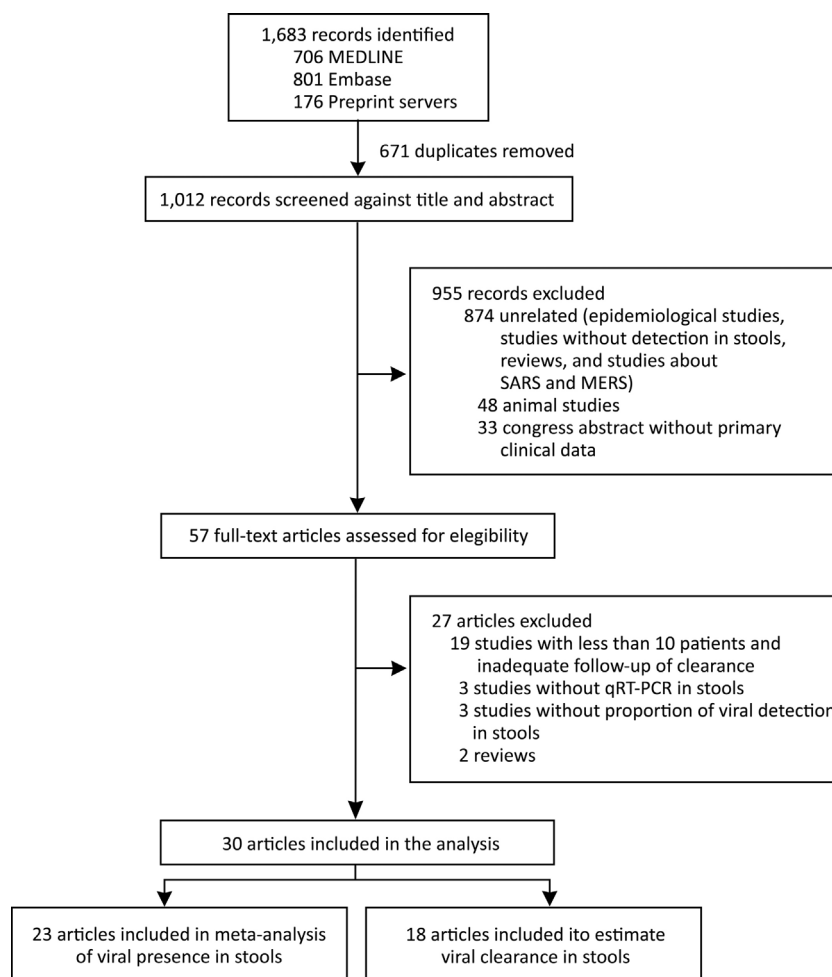 1,683 records identified
706 MEDLINE
801 Embase
176 Preprint servers
671 duplicates removed
1,012 records screened against title and abstract
955 records excluded
874 unrelated (epidemiological studies,
studies without detection in stools,
reviews, and studies about
SARS and MERS)
48 animal studies
33 congress abstract without primary
clinical data
57 full-text articles assessed for elegibility
27 articles excluded
19 studies with less than 10 patients and
inadequate follow-up of clearance
3 studies without qRT-PCR in stools
3 studies without proportion of viral detection
in stools
2 reviews
30 articles included in the analysis
23 articles included in meta-analysis
of viral presence in stools
18 articles included ito estimate
viral clearance in stools